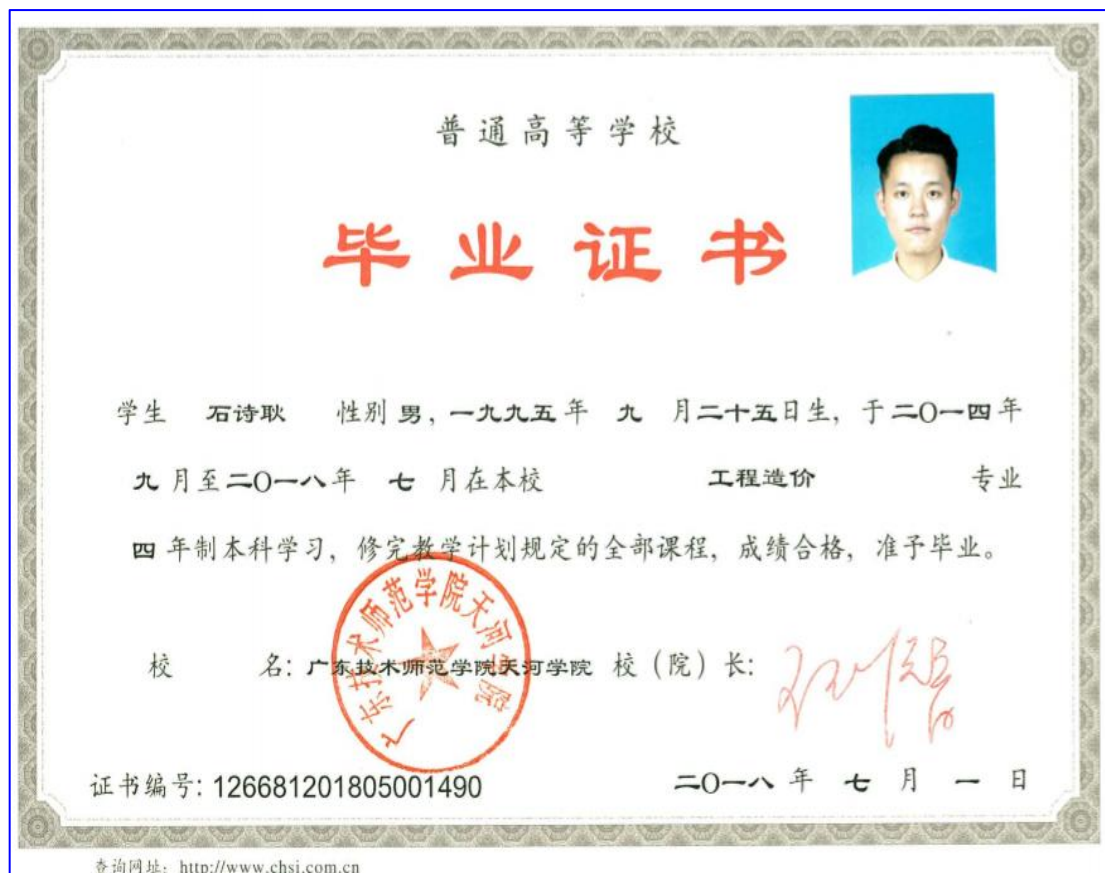 普通高等学校
毕业证书
学生 石诗耿 性别 男，一九九五年 九 月二十五日生，于二〇一四年
九 月至二〇一八年 七 月在本校 工程造价 专业
四 年制本科学习，修完教学计划规定的全部课程，成绩合格，准予毕业。
广东技术师范学院天河学院
校 名：广东技术师范学院天河学院 校（院）长：
证书编号：126681201805001490 二〇一八 年 七 月 一 日
查询网址：http://www.chsi.com.cn